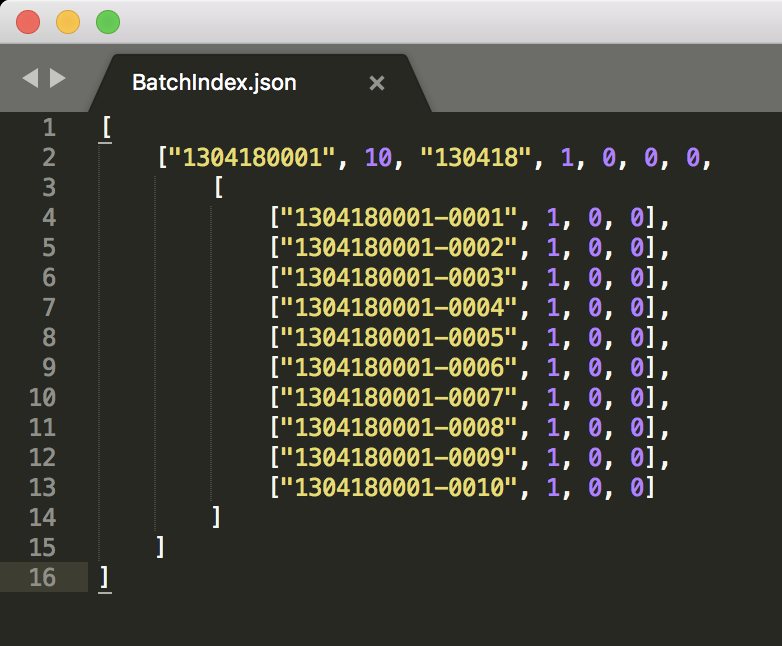 BatchIndex.json
1 [
2 ["1304180001", 10, "130418", 1, 0, 0, 0,
3 [
4 ["1304180001-0001", 1, 0, 0],
5 ["1304180001-0002", 1, 0, 0],
6 ["1304180001-0003", 1, 0, 0],
7 ["1304180001-0004", 1, 0, 0],
8 ["1304180001-0005", 1, 0, 0],
9 ["1304180001-0006", 1, 0, 0],
10 ["1304180001-0007", 1, 0, 0],
11 ["1304180001-0008", 1, 0, 0],
12 ["1304180001-0009", 1, 0, 0],
13 ["1304180001-0010", 1, 0, 0]
14 ]
15 ]
16 ]